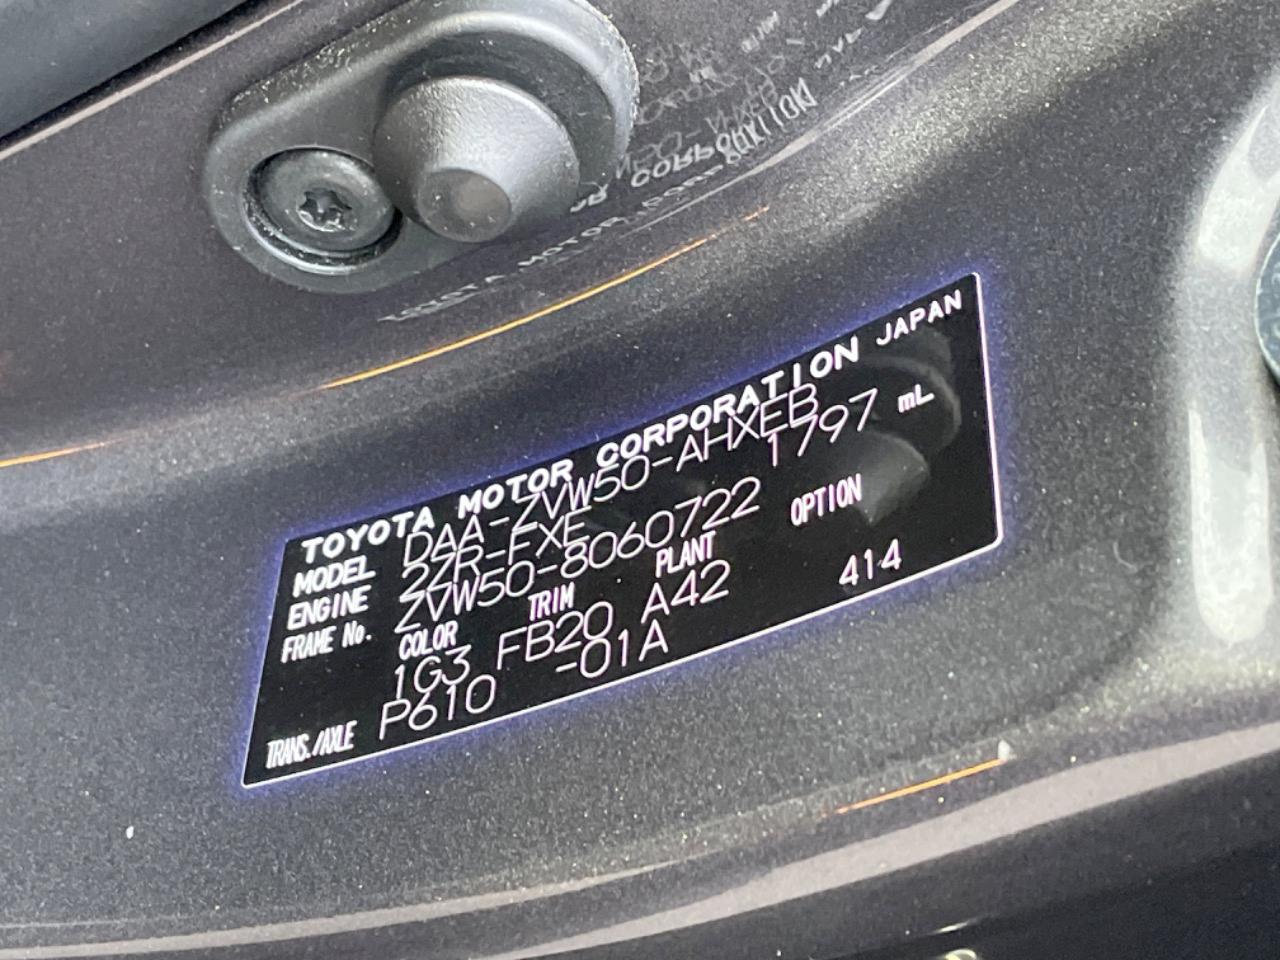 TOYOTA MOTOR CORPORATION JAPAN
MODEL DAA-ZVW50-AHXEB
ENGINE 2ZR-FXE 1797 mL
FRAME No. ZVW50-8060722
COLOR TRIM PLANT OPTION
1G3 FB20 A42 414
TRANS./AXLE P610 -01A